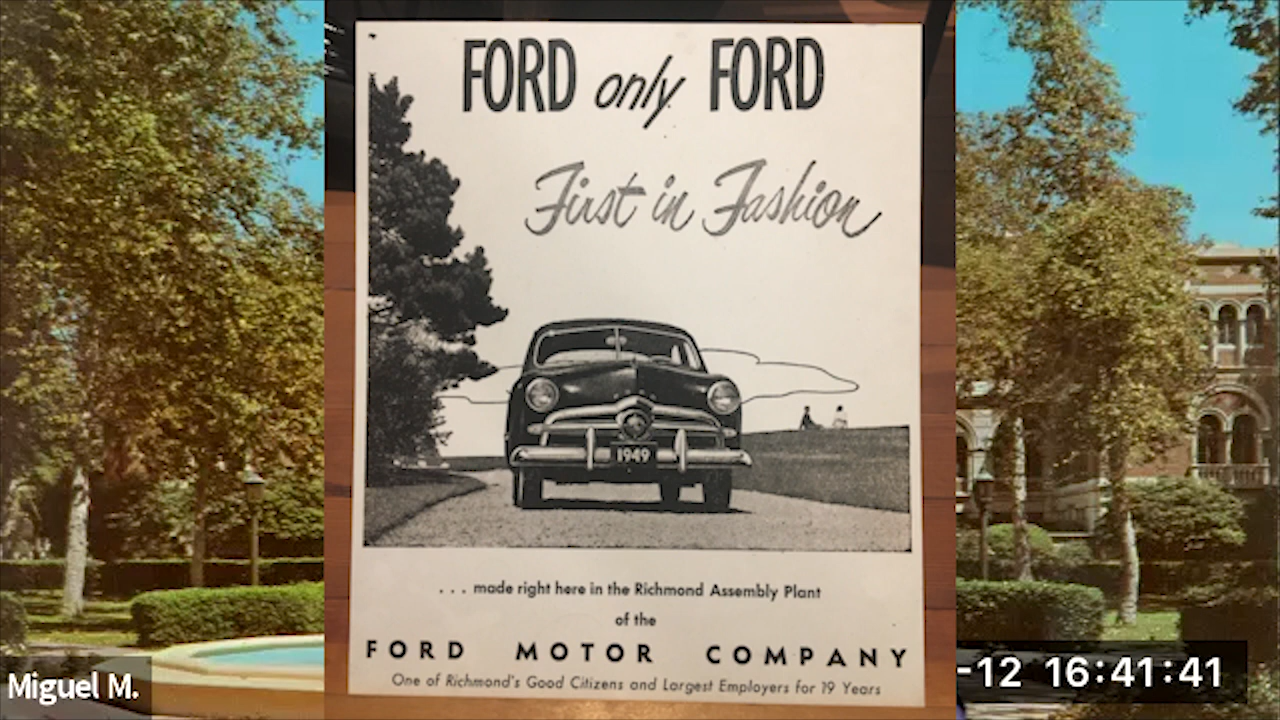 FORD only FORD
First in Fashion
1949
. . . made right here in the Richmond Assembly Plant
of the
FORD MOTOR COMPANY
One of Richmond's Good Citizens and Largest Employers for 19 Years
Miguel M.
-12 16:41:41